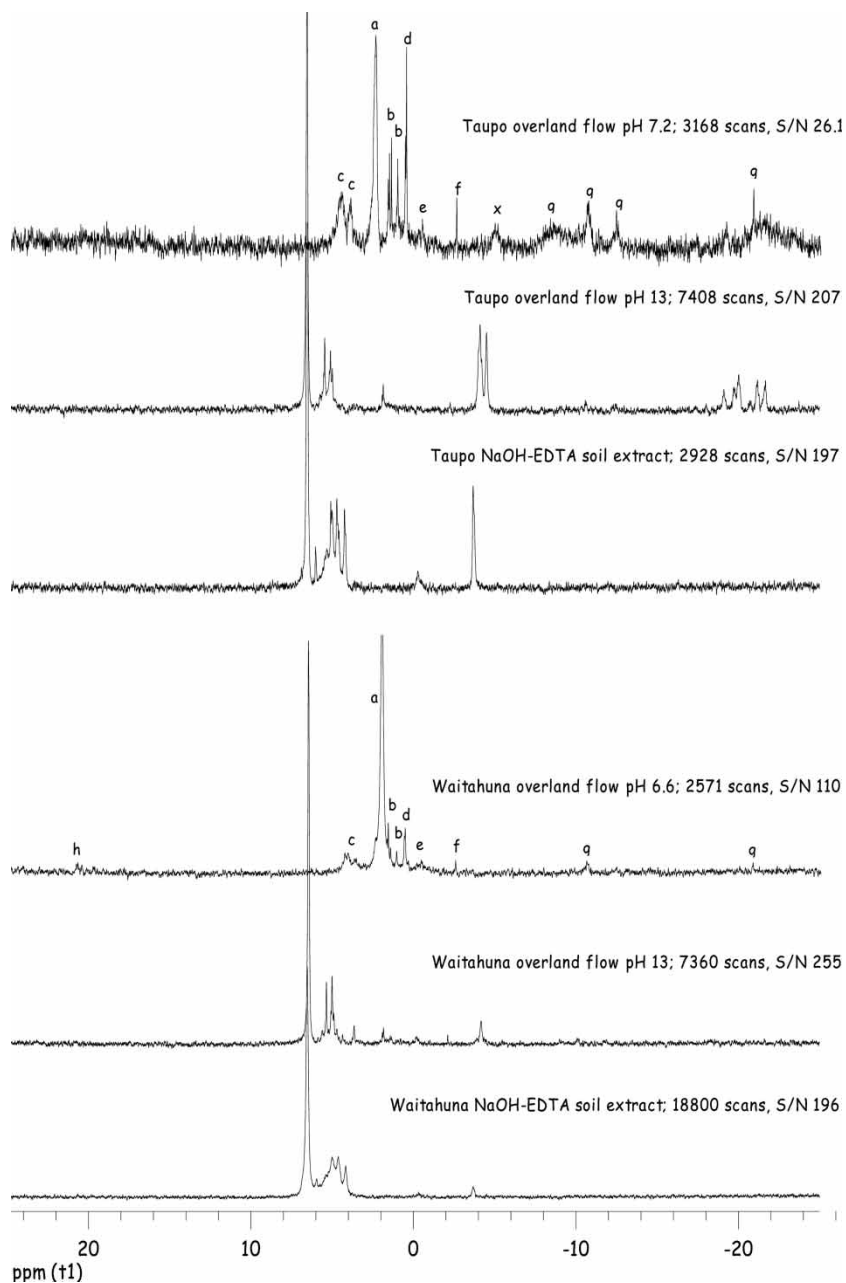 a
d
b
b
Taupo overland flow pH 7.2; 3168 scans, S/N 26.1
c
c
e
f
x
q
q
q
q
Taupo overland flow pH 13; 7408 scans, S/N 207
Taupo NaOH-EDTA soil extract; 2928 scans, S/N 197
a
Waitahuna overland flow pH 6.6; 2571 scans, S/N 110
b
d
b
h
c
e
f
q
q
Waitahuna overland flow pH 13; 7360 scans, S/N 255
Waitahuna NaOH-EDTA soil extract; 18800 scans, S/N 196
20 10 0 -10 -20
ppm (t1)